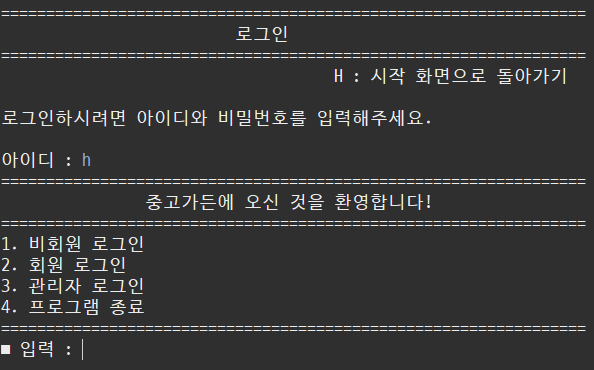 =================================================================
로그인
=================================================================
H : 시작 화면으로 돌아가기
로그인하시려면 아이디와 비밀번호를 입력해주세요.
아이디 : h
=================================================================
중고가든에 오신 것을 환영합니다!
=================================================================
1. 비회원 로그인
2. 회원 로그인
3. 관리자 로그인
4. 프로그램 종료
=================================================================
■ 입력 :